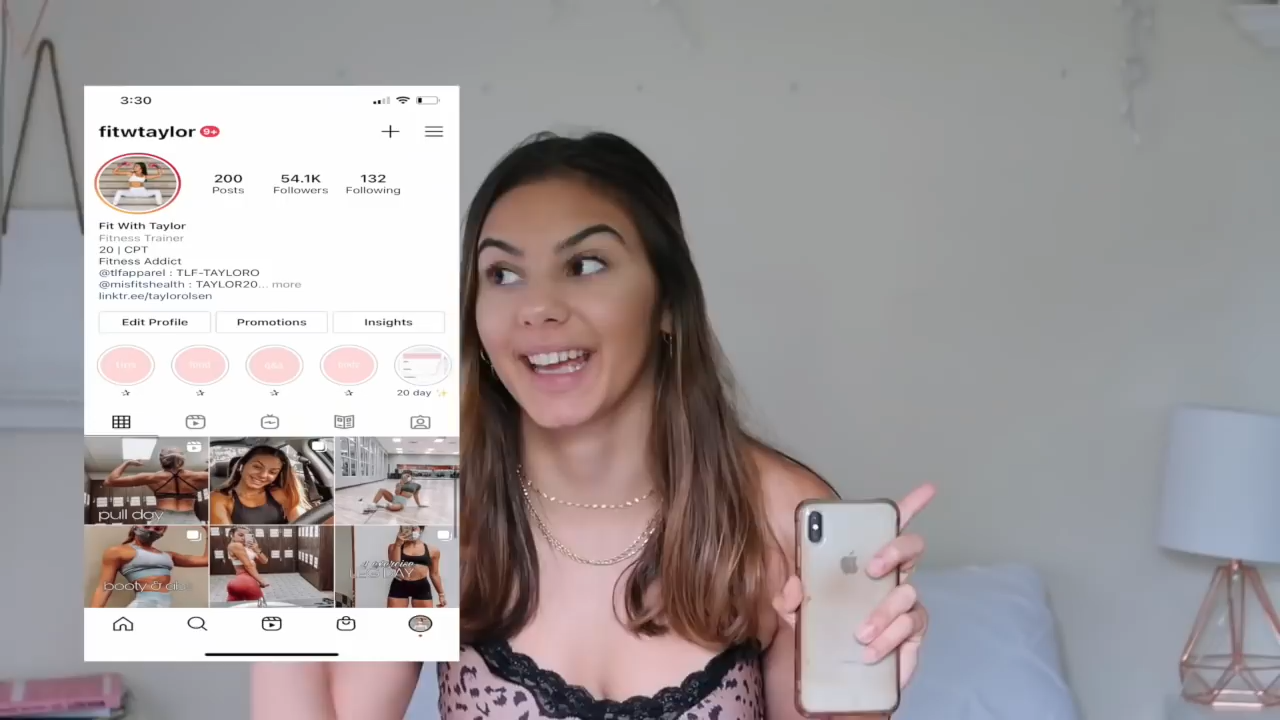 3:30
fitwtaylor 9+
200 54.1K 132
Posts Followers Following
Fit With Taylor
Fitness Trainer
20 | CPT
Fitness Addict
@tlfapparel : TLF-TAYLORO
@misfitshealth : TAYLOR20... more
linktr.ee/taylorolsen
Edit Profile Promotions Insights
q&a
20 day ✨
pull day
booty & abs
LEG DAY